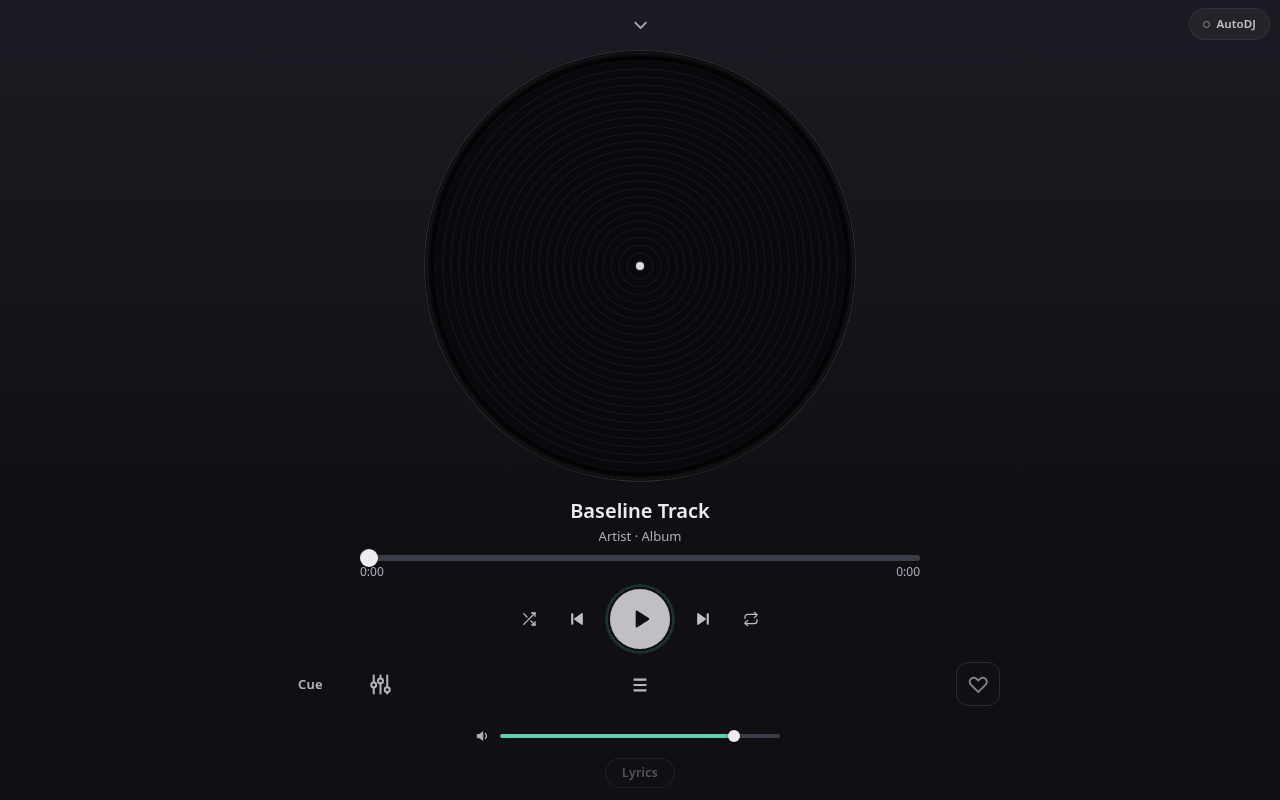 AutoDJ
Baseline Track
Artist · Album
0:00
0:00
Cue
Lyrics